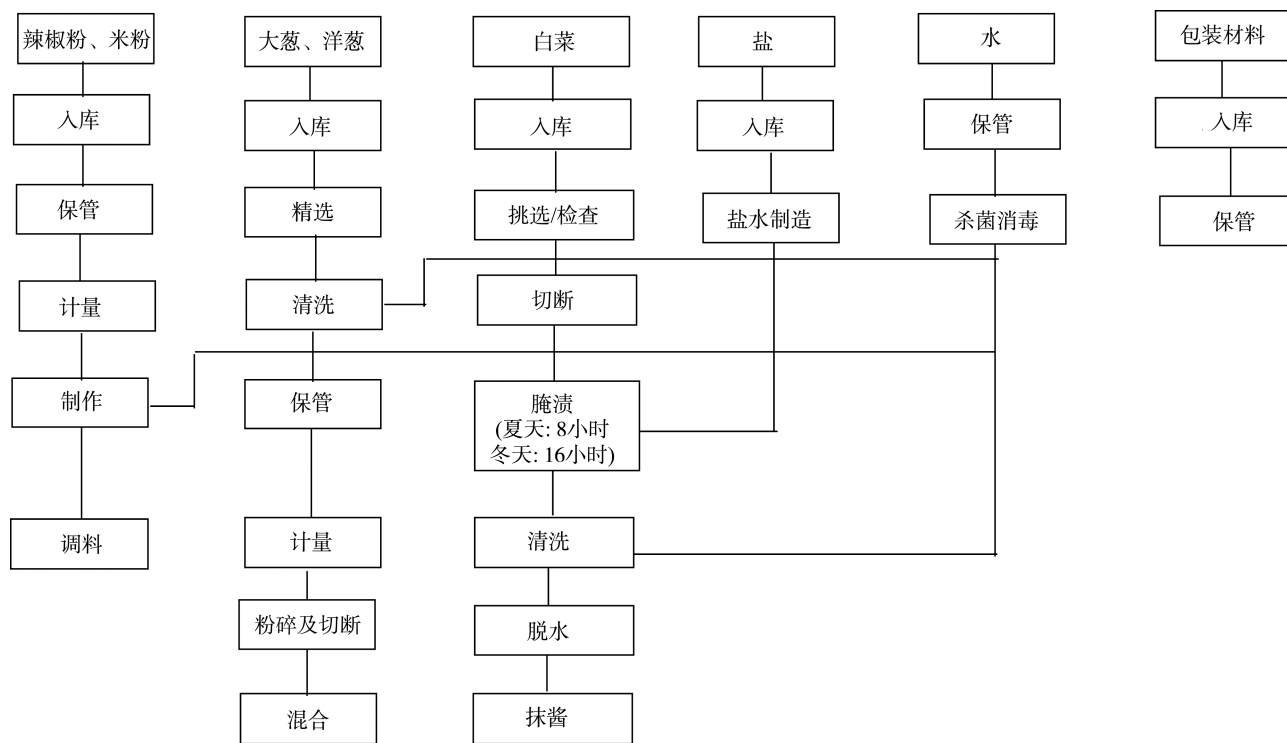 辣椒粉、米粉
入库
保管
计量
制作
调料
大葱、洋葱
入库
精选
清洗
保管
计量
粉碎及切断
混合
白菜
入库
挑选/检查
切断
腌渍
(夏天: 8小时
冬天: 16小时)
清洗
脱水
抹酱
盐
入库
盐水制造
水
保管
杀菌消毒
包装材料
入库
保管